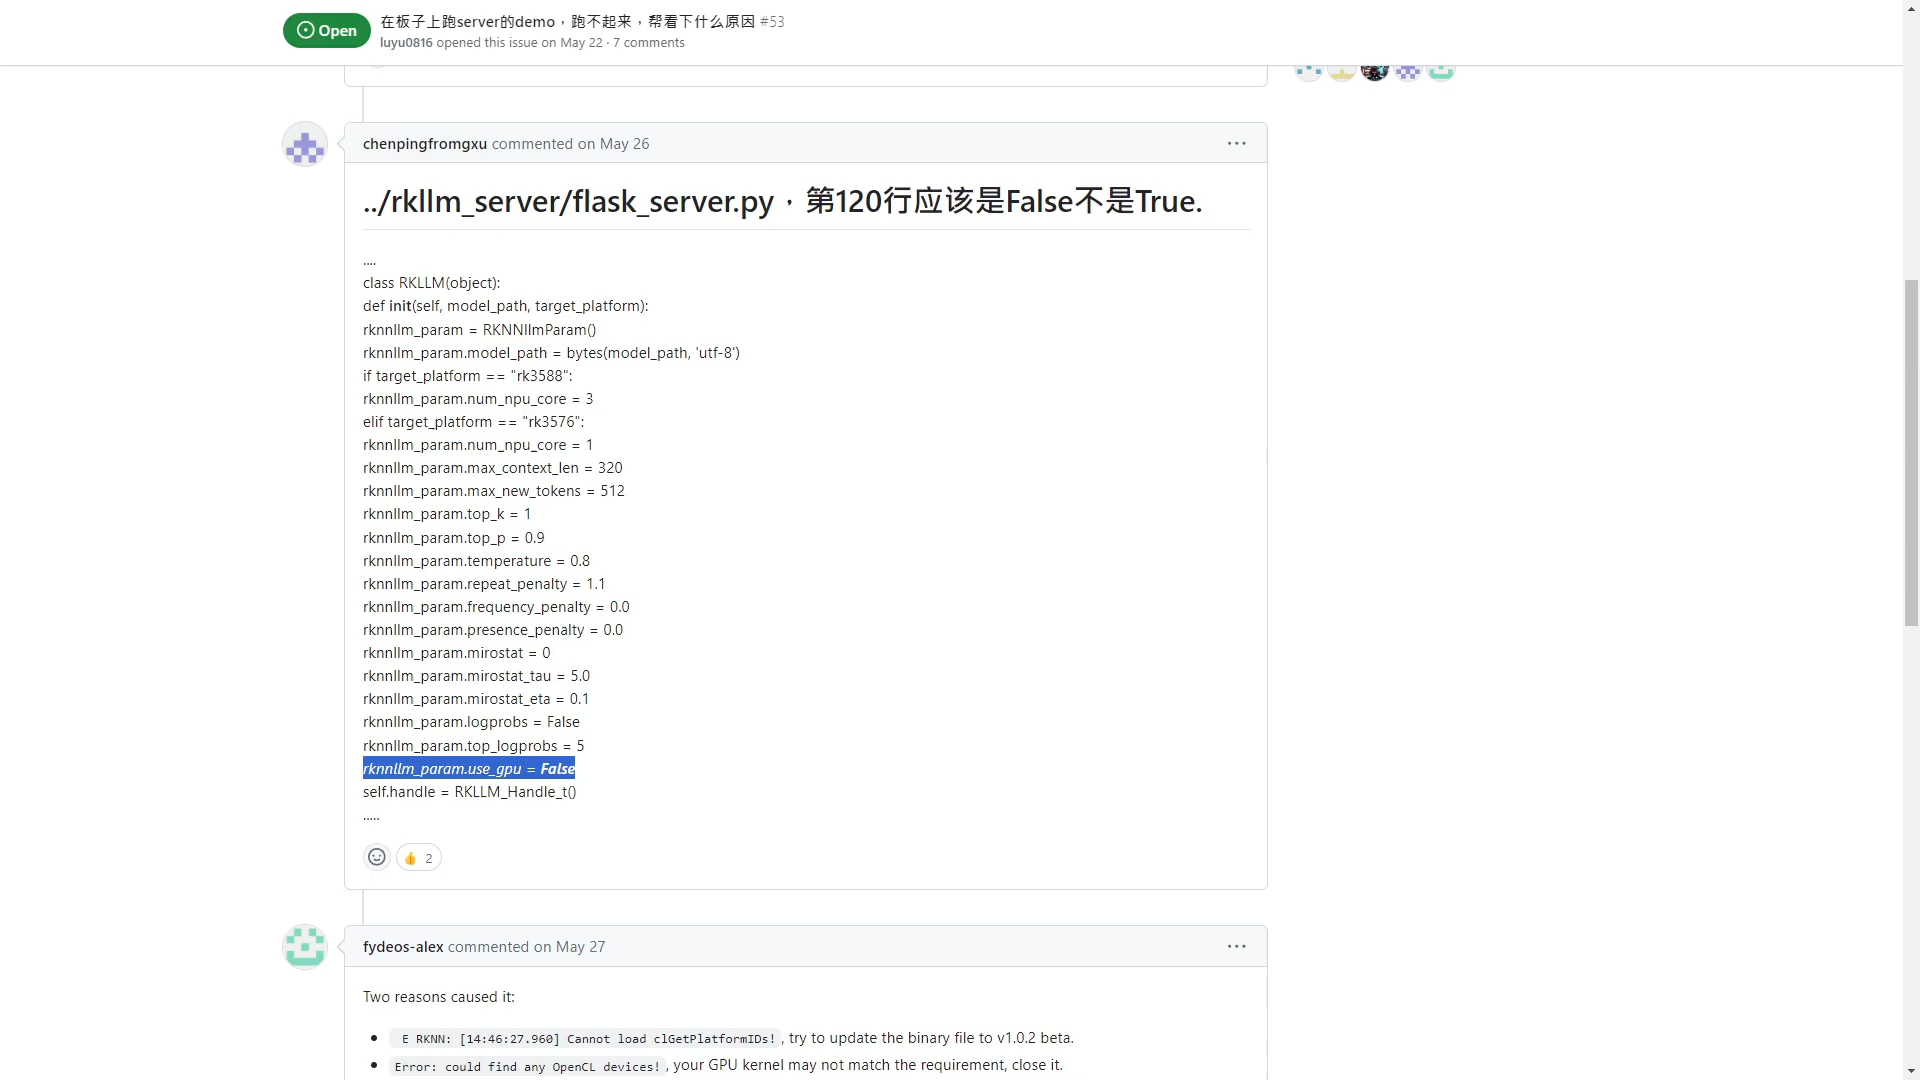 Open
在板子上跑server的demo，跑不起来，帮看下什么原因 #53
luyu0816 opened this issue on May 22 · 7 comments
chenpingfromgxu commented on May 26
../rkllm_server/flask_server.py，第120行应该是False不是True.
....
class RKLLM(object):
def init(self, model_path, target_platform):
rknnllm_param = RKNNllmParam()
rknnllm_param.model_path = bytes(model_path, 'utf-8')
if target_platform == "rk3588":
rknnllm_param.num_npu_core = 3
elif target_platform == "rk3576":
rknnllm_param.num_npu_core = 1
rknnllm_param.max_context_len = 320
rknnllm_param.max_new_tokens = 512
rknnllm_param.top_k = 1
rknnllm_param.top_p = 0.9
rknnllm_param.temperature = 0.8
rknnllm_param.repeat_penalty = 1.1
rknnllm_param.frequency_penalty = 0.0
rknnllm_param.presence_penalty = 0.0
rknnllm_param.mirostat = 0
rknnllm_param.mirostat_tau = 5.0
rknnllm_param.mirostat_eta = 0.1
rknnllm_param.logprobs = False
rknnllm_param.top_logprobs = 5
rknnllm_param.use_gpu = False
self.handle = RKLLM_Handle_t()
.....
👍 2
fydeos-alex commented on May 27
Two reasons caused it:
E RKNN: [14:46:27.960] Cannot load clGetPlatformIDs! , try to update the binary file to v1.0.2 beta.
Error: could find any OpenCL devices! , your GPU kernel may not match the requirement, close it.